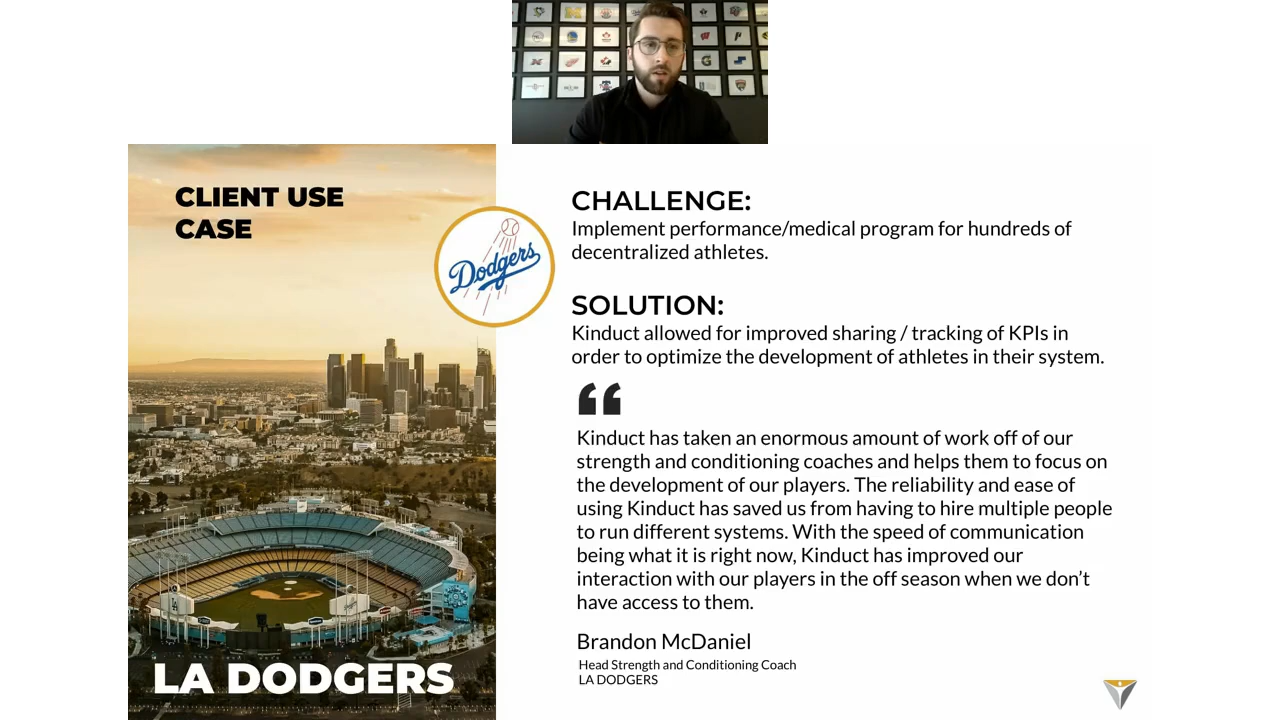 CLIENT USE
CASE
Dodgers
LA DODGERS
CHALLENGE:
Implement performance/medical program for hundreds of
decentralized athletes.
SOLUTION:
Kinduct allowed for improved sharing / tracking of KPIs in
order to optimize the development of athletes in their system.
“
Kinduct has taken an enormous amount of work off of our
strength and conditioning coaches and helps them to focus on
the development of our players. The reliability and ease of
using Kinduct has saved us from having to hire multiple people
to run different systems. With the speed of communication
being what it is right now, Kinduct has improved our
interaction with our players in the off season when we don’t
have access to them.
Brandon McDaniel
Head Strength and Conditioning Coach
LA DODGERS